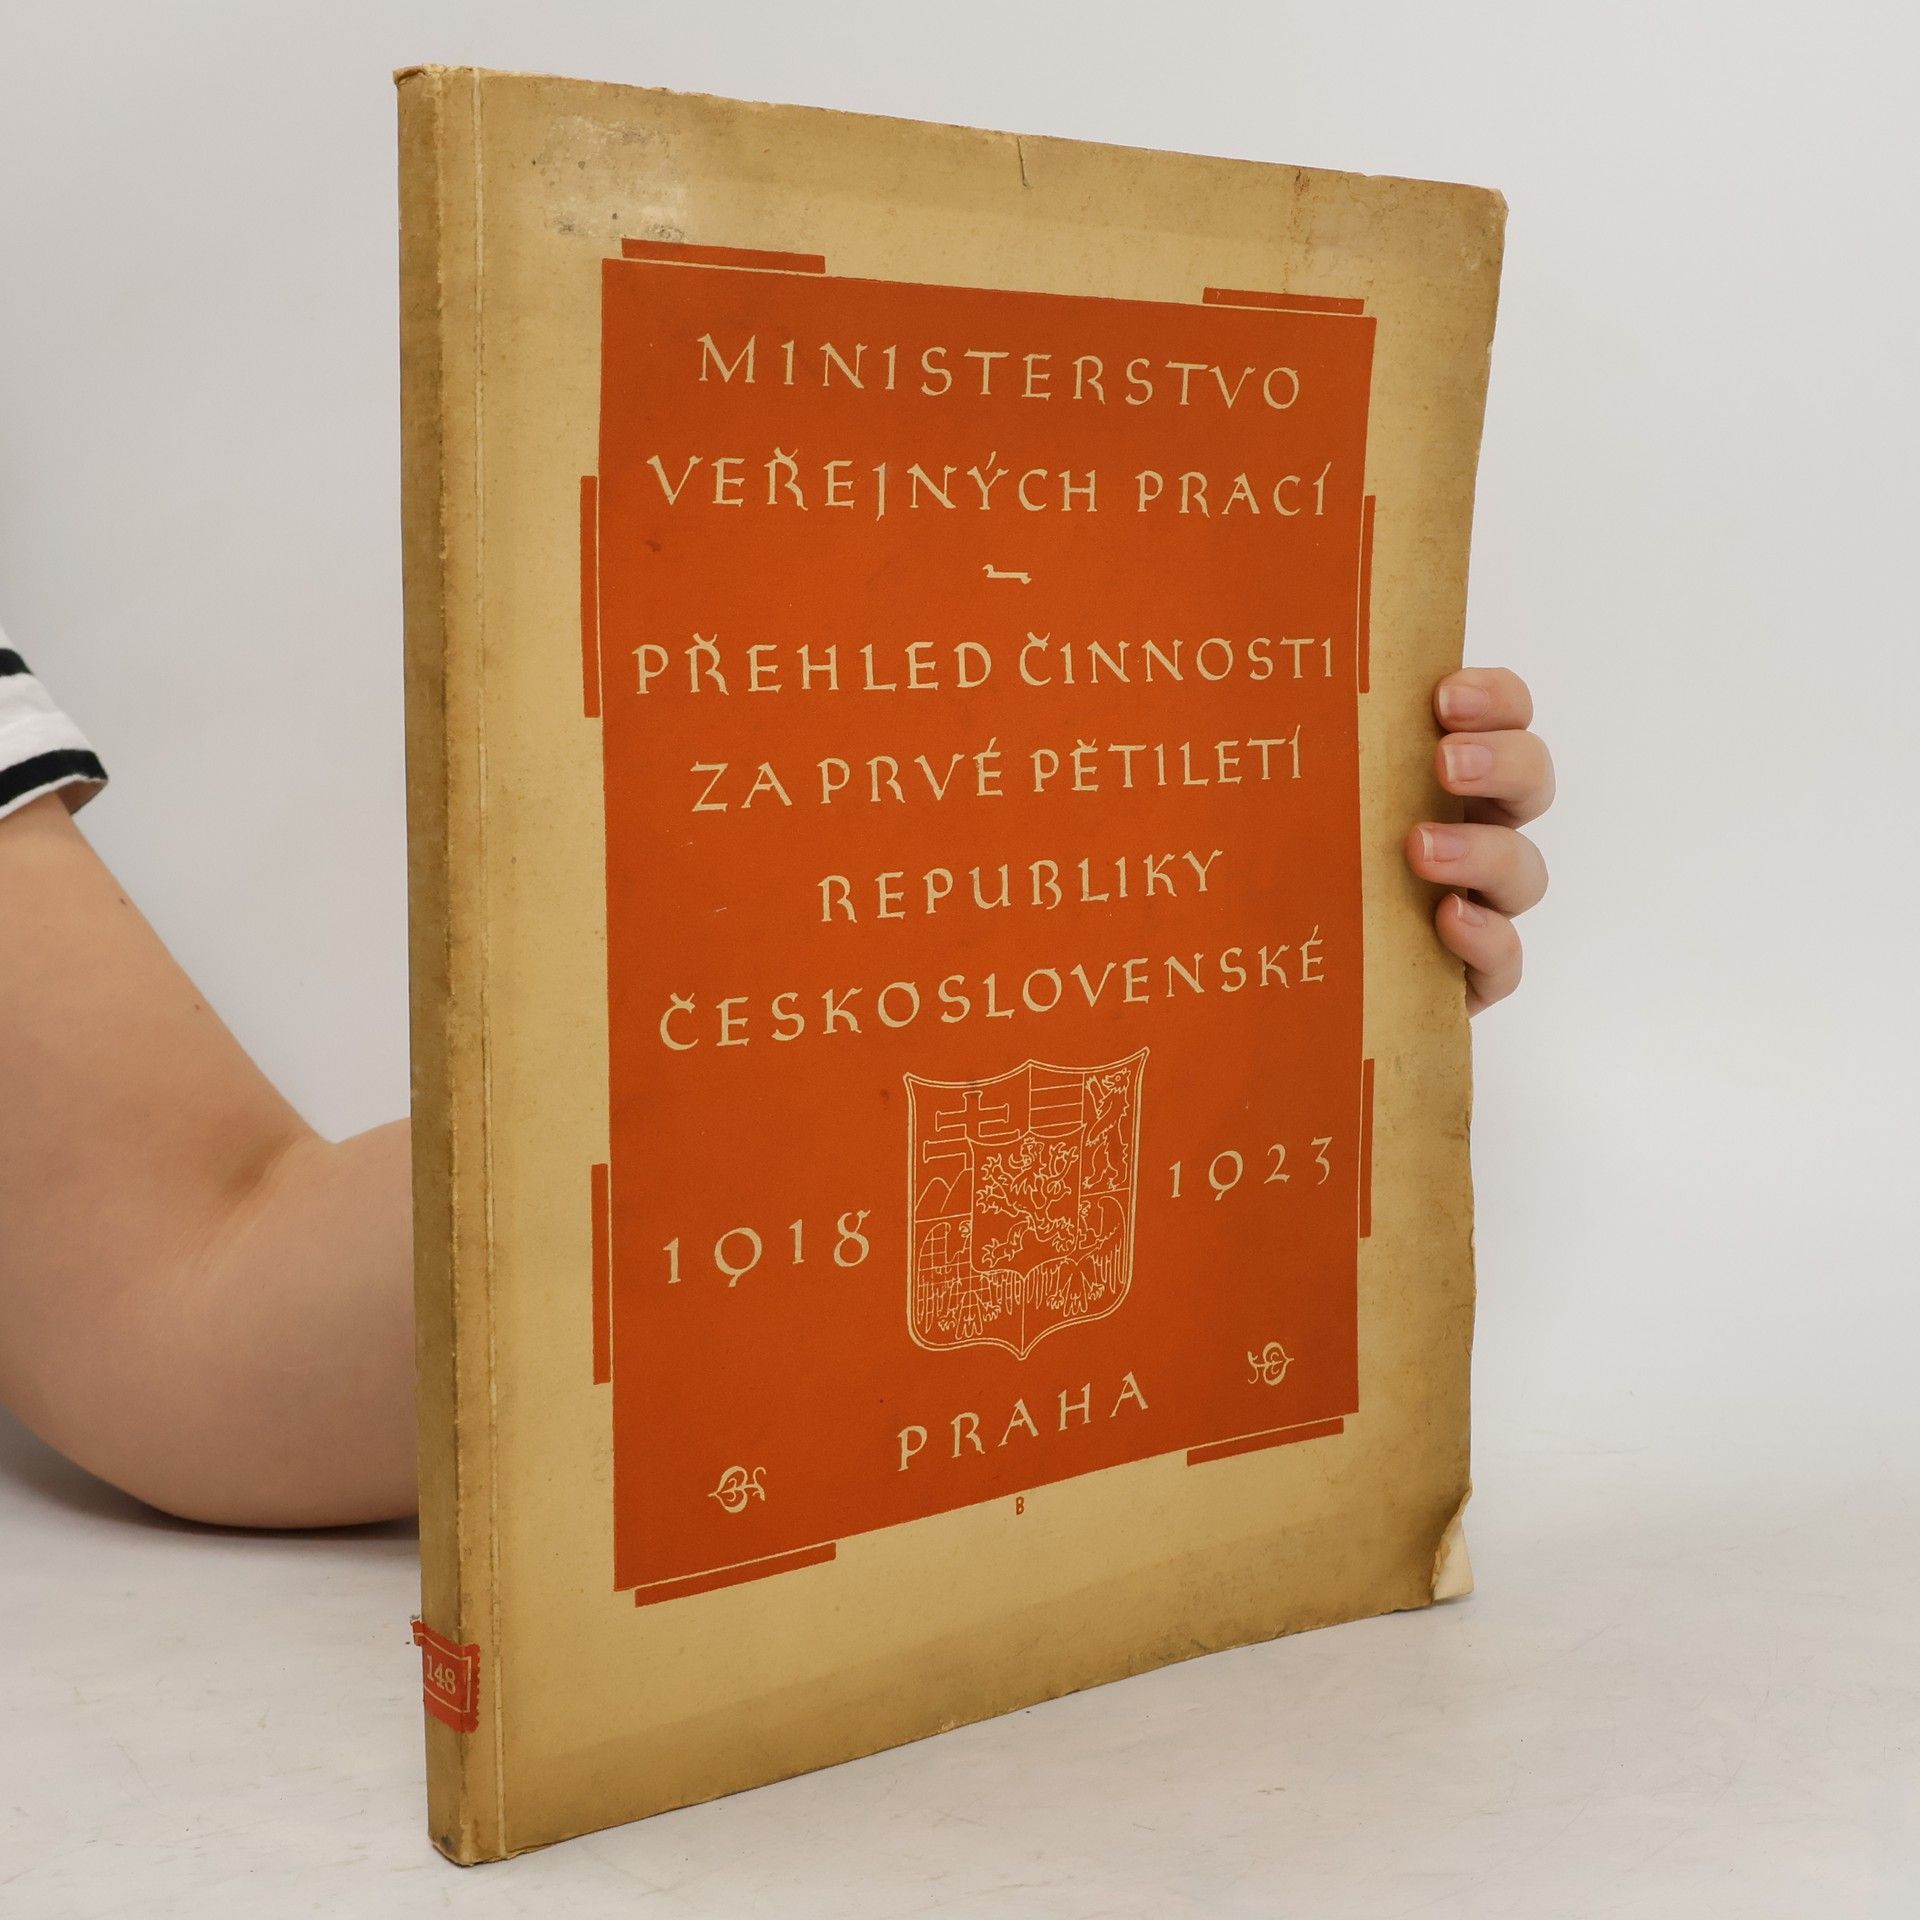 MINISTERSTVO
VEŘEJNÝCH PRACÍ
PŘEHLED ČINNOSTI
ZA PRVÉ PĚTILETÍ
REPUBLIKY
ČESKOSLOVENSKÉ
1918 1923
PRAHA
B
148